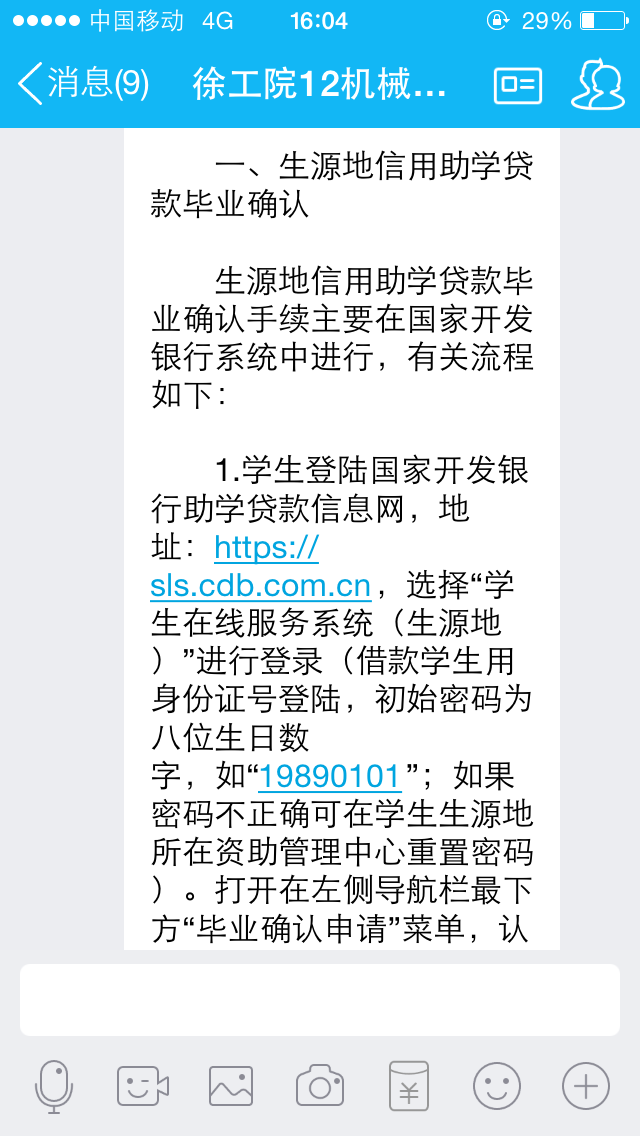 中国移动 4G 16:04 29%
消息(9) 徐工院12机械...
一、生源地信用助学贷
款毕业确认
生源地信用助学贷款毕
业确认手续主要在国家开发
银行系统中进行，有关流程
如下：
1.学生登陆国家开发银
行助学贷款信息网，地
址：https://
sls.cdb.com.cn，选择“学
生在线服务系统（生源地
）”进行登录（借款学生用
身份证号登陆，初始密码为
八位生日数
字，如“19890101”；如果
密码不正确可在学生生源地
所在资助管理中心重置密码
）。打开在左侧导航栏最下
方“毕业确认申请”菜单，认